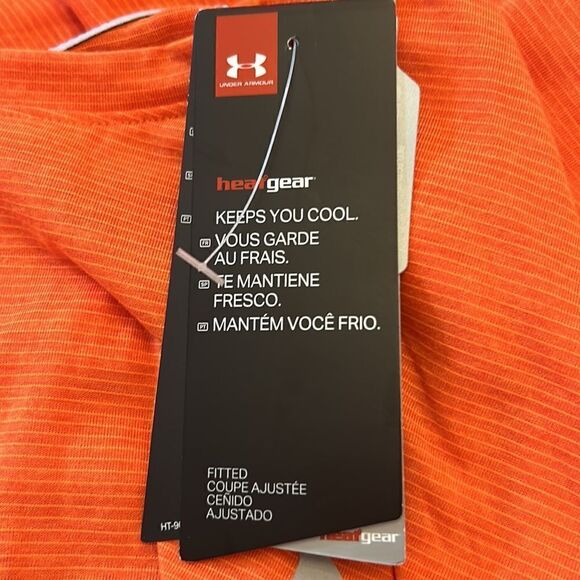 UNDER ARMOUR
heatgear
KEEPS YOU COOL.
FR VOUS GARDE
AU FRAIS.
SP TE MANTIENE
FRESCO.
PT MANTÉM VOCÊ FRIO.
FITTED
COUPE AJUSTÉE
CEÑIDO
AJUSTADO
heatgear